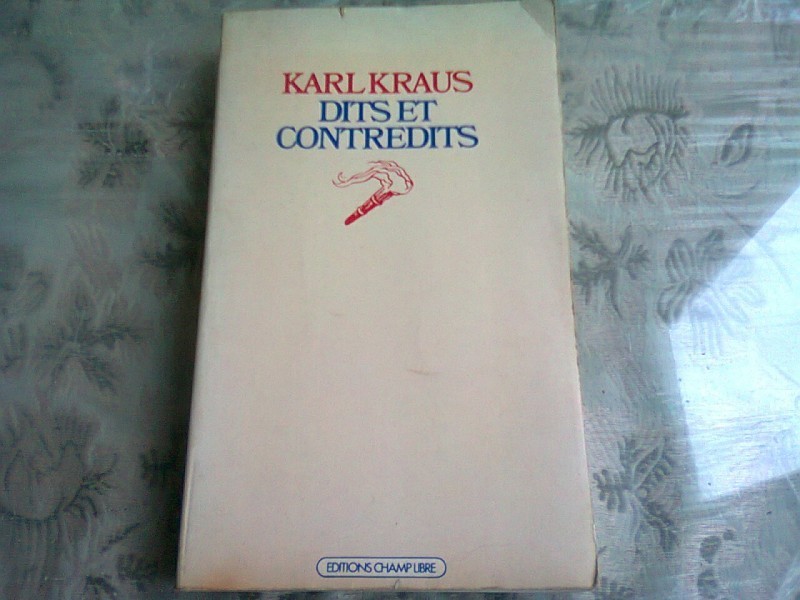 KARL KRAUS
DITS ET
CONTREDITS
EDITIONS CHAMP LIBRE